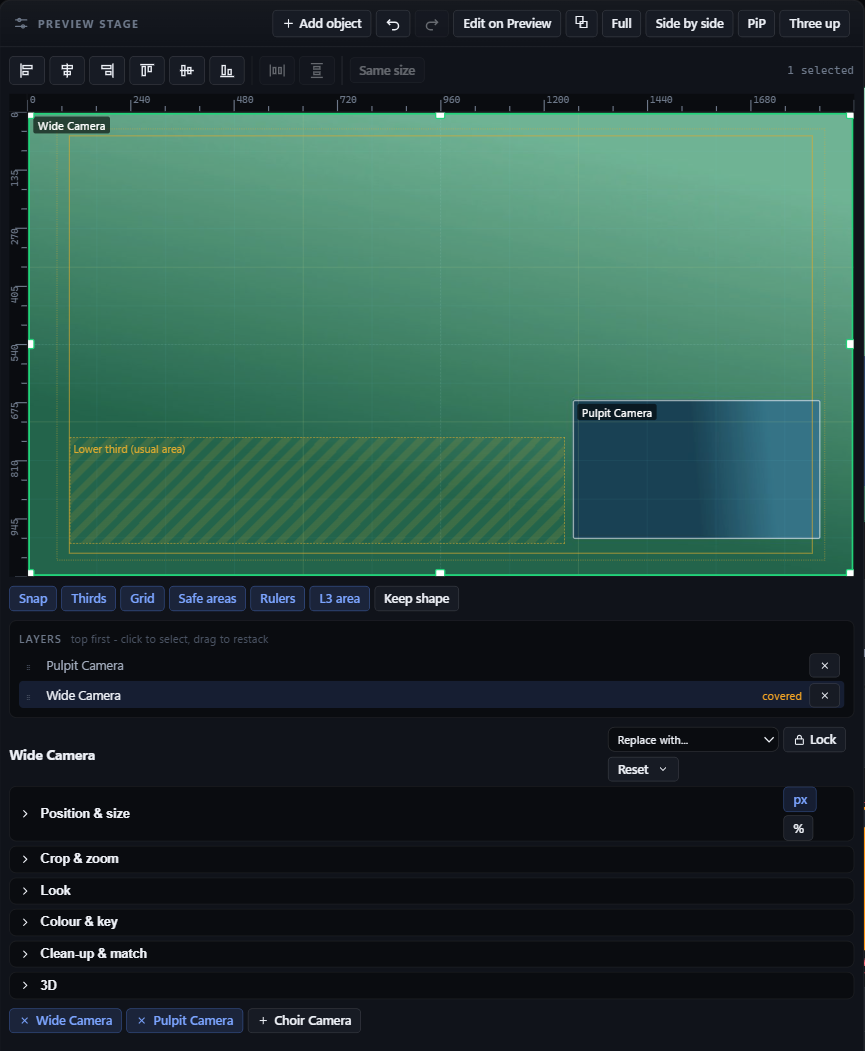 PREVIEW STAGE
+ Add object
Edit on Preview
Full
Side by side
PiP
Three up
Same size
1 selected
0 240 480 720 960 1200 1440 1680
0
135
270
405
540
675
810
945
Wide Camera
Pulpit Camera
Lower third (usual area)
Snap
Thirds
Grid
Safe areas
Rulers
L3 area
Keep shape
LAYERS top first - click to select, drag to restack
Pulpit Camera ×
Wide Camera covered ×
Wide Camera
Replace with...
Lock
Reset
Position & size
px
%
Crop & zoom
Look
Colour & key
Clean-up & match
3D
× Wide Camera
× Pulpit Camera
+ Choir Camera